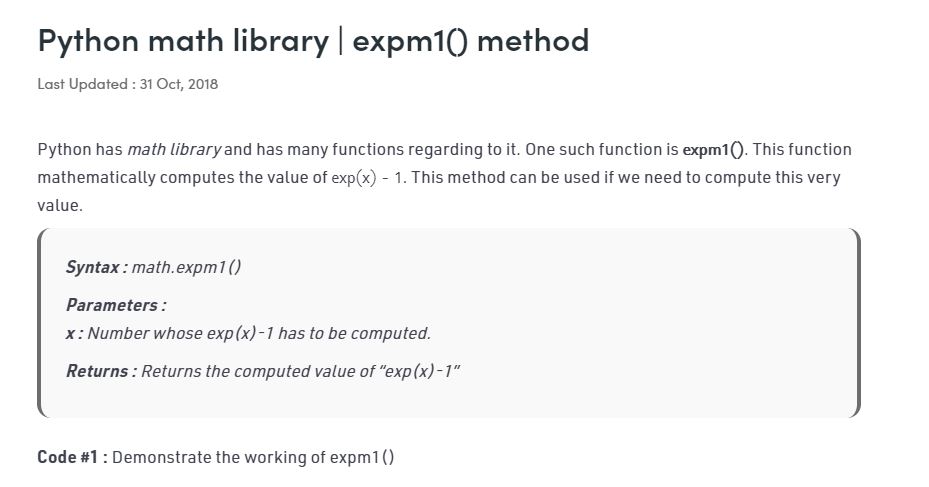 Python math library | expm1() method
Last Updated : 31 Oct, 2018
Python has math library and has many functions regarding to it. One such function is expm1(). This function
mathematically computes the value of exp(x) - 1. This method can be used if we need to compute this very
value.
Syntax : math.expm1()
Parameters :
x : Number whose exp(x)-1 has to be computed.
Returns : Returns the computed value of “exp(x)-1”
Code #1 : Demonstrate the working of expm1()